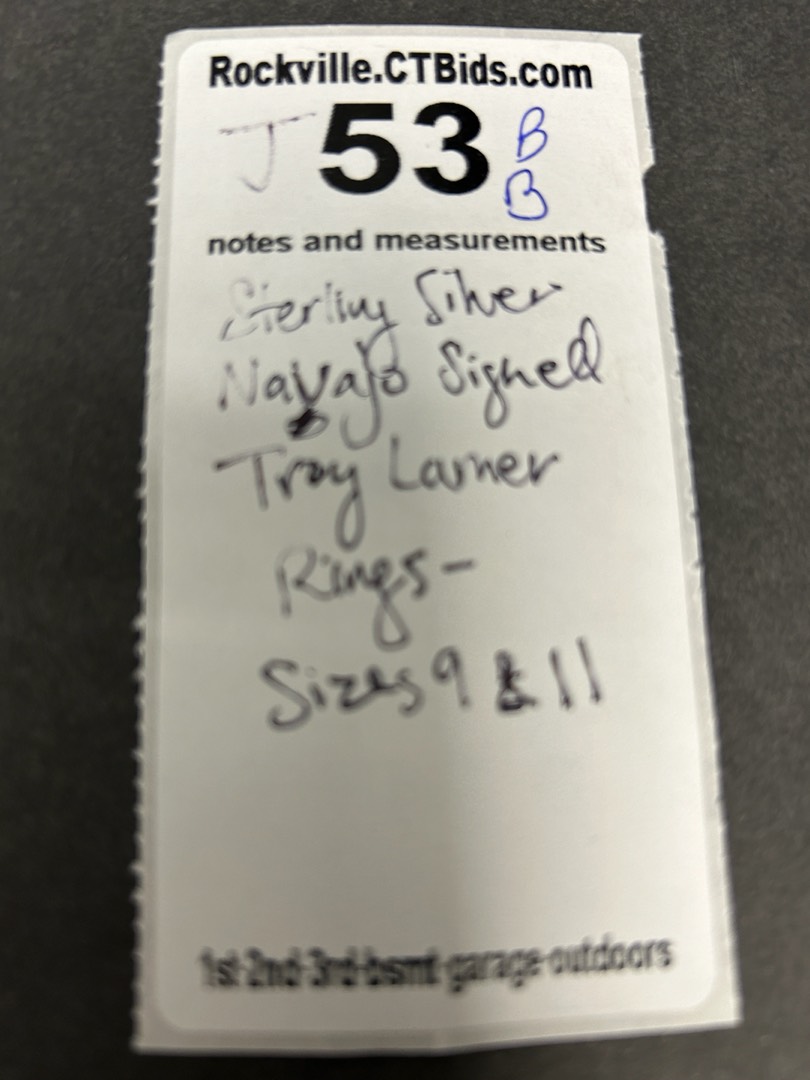 Rockville.CTBids.com
J 53 B
B
notes and measurements
Sterling Silver
Navajo Signed
Troy Larner
Rings-
Sizes 9 & 11
1st-2nd-3rd-bsmt-garage-outdoors